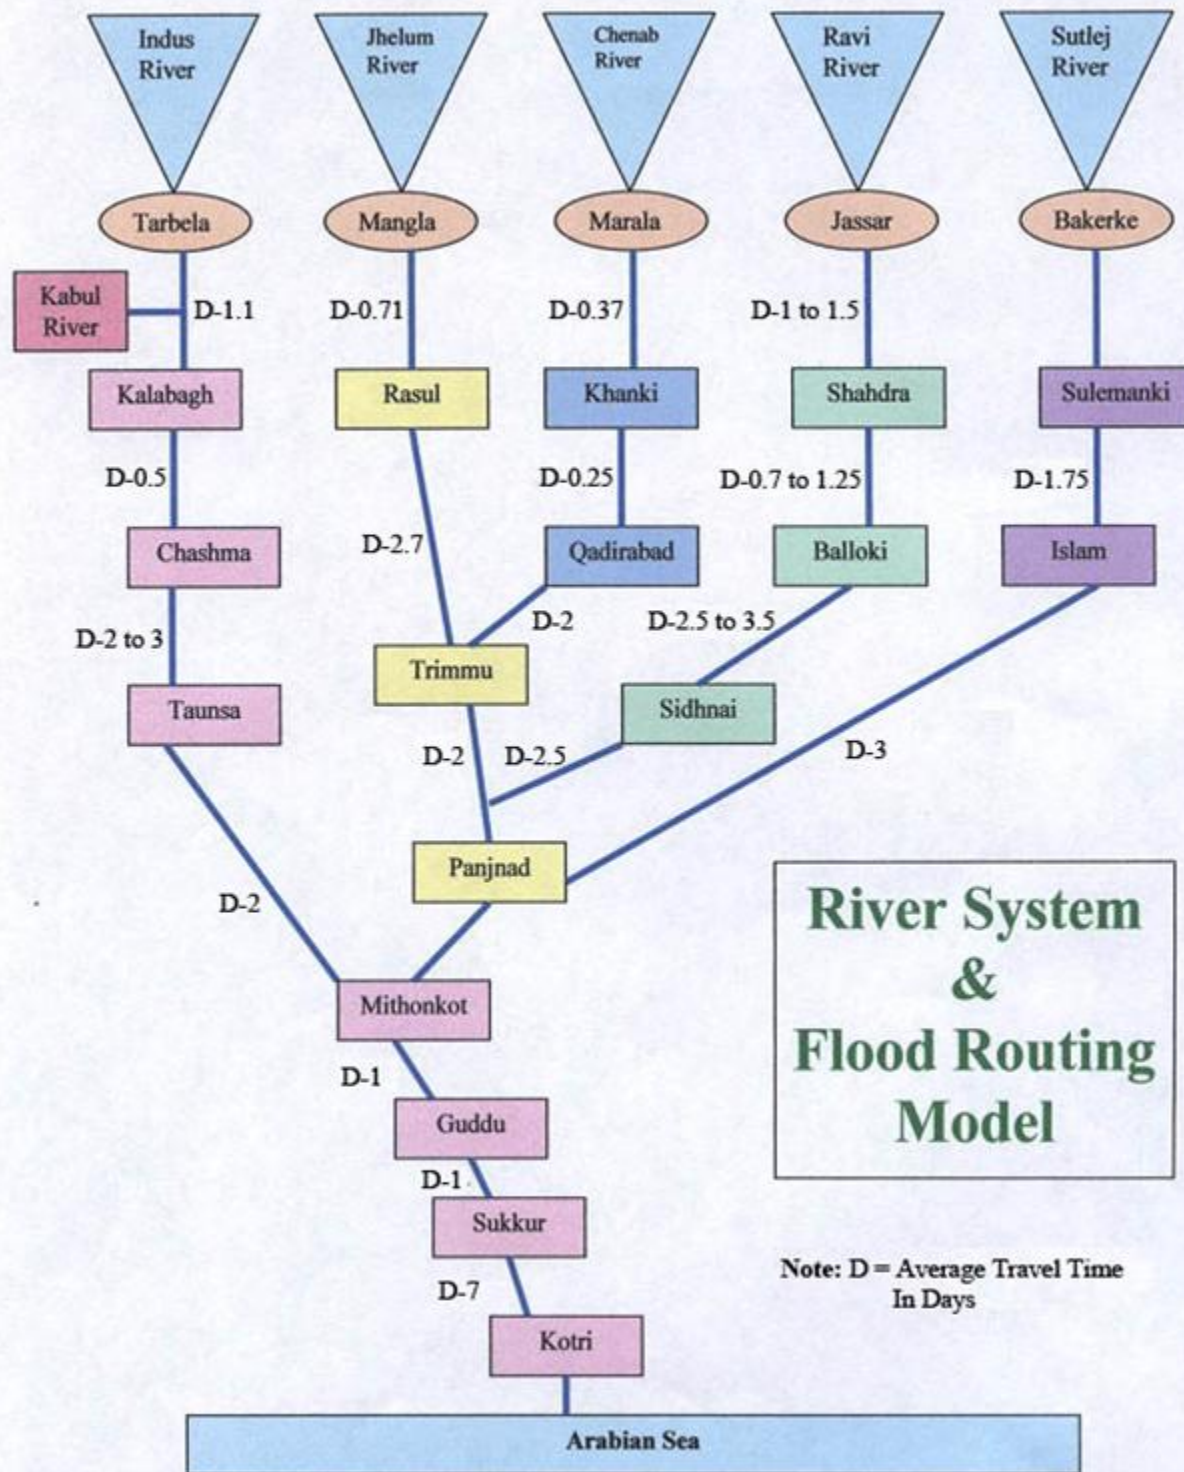 Indus
River
Jhelum
River
Chenab
River
Ravi
River
Sutlej
River
Tarbela
Mangla
Marala
Jassar
Bakerke
Kabul
River
D-1.1
D-0.71
D-0.37
D-1 to 1.5
Kalabagh
Rasul
Khanki
Shahdra
Sulemanki
D-0.5
D-0.25
D-0.7 to 1.25
D-1.75
D-2.7
Chashma
Qadirabad
Balloki
Islam
D-2 to 3
D-2
D-2.5 to 3.5
Trimmu
Taunsa
Sidhnai
D-2
D-2.5
D-3
Panjnad
D-2
Mithonkot
D-1
Guddu
D-1
Sukkur
D-7
Kotri
Arabian Sea
River System
&
Flood Routing
Model
Note: D = Average Travel Time
In Days